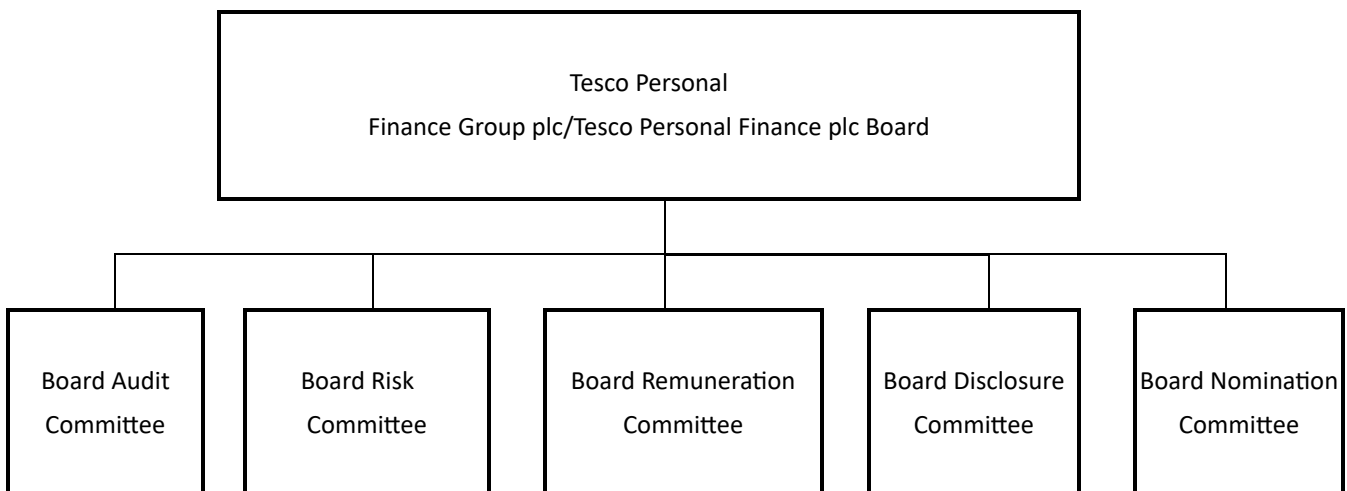 Tesco Personal
Finance Group plc/Tesco Personal Finance plc Board
Board Audit
Committee
Board Risk
Committee
Board Remuneration
Committee
Board Disclosure
Committee
Board Nomination
Committee